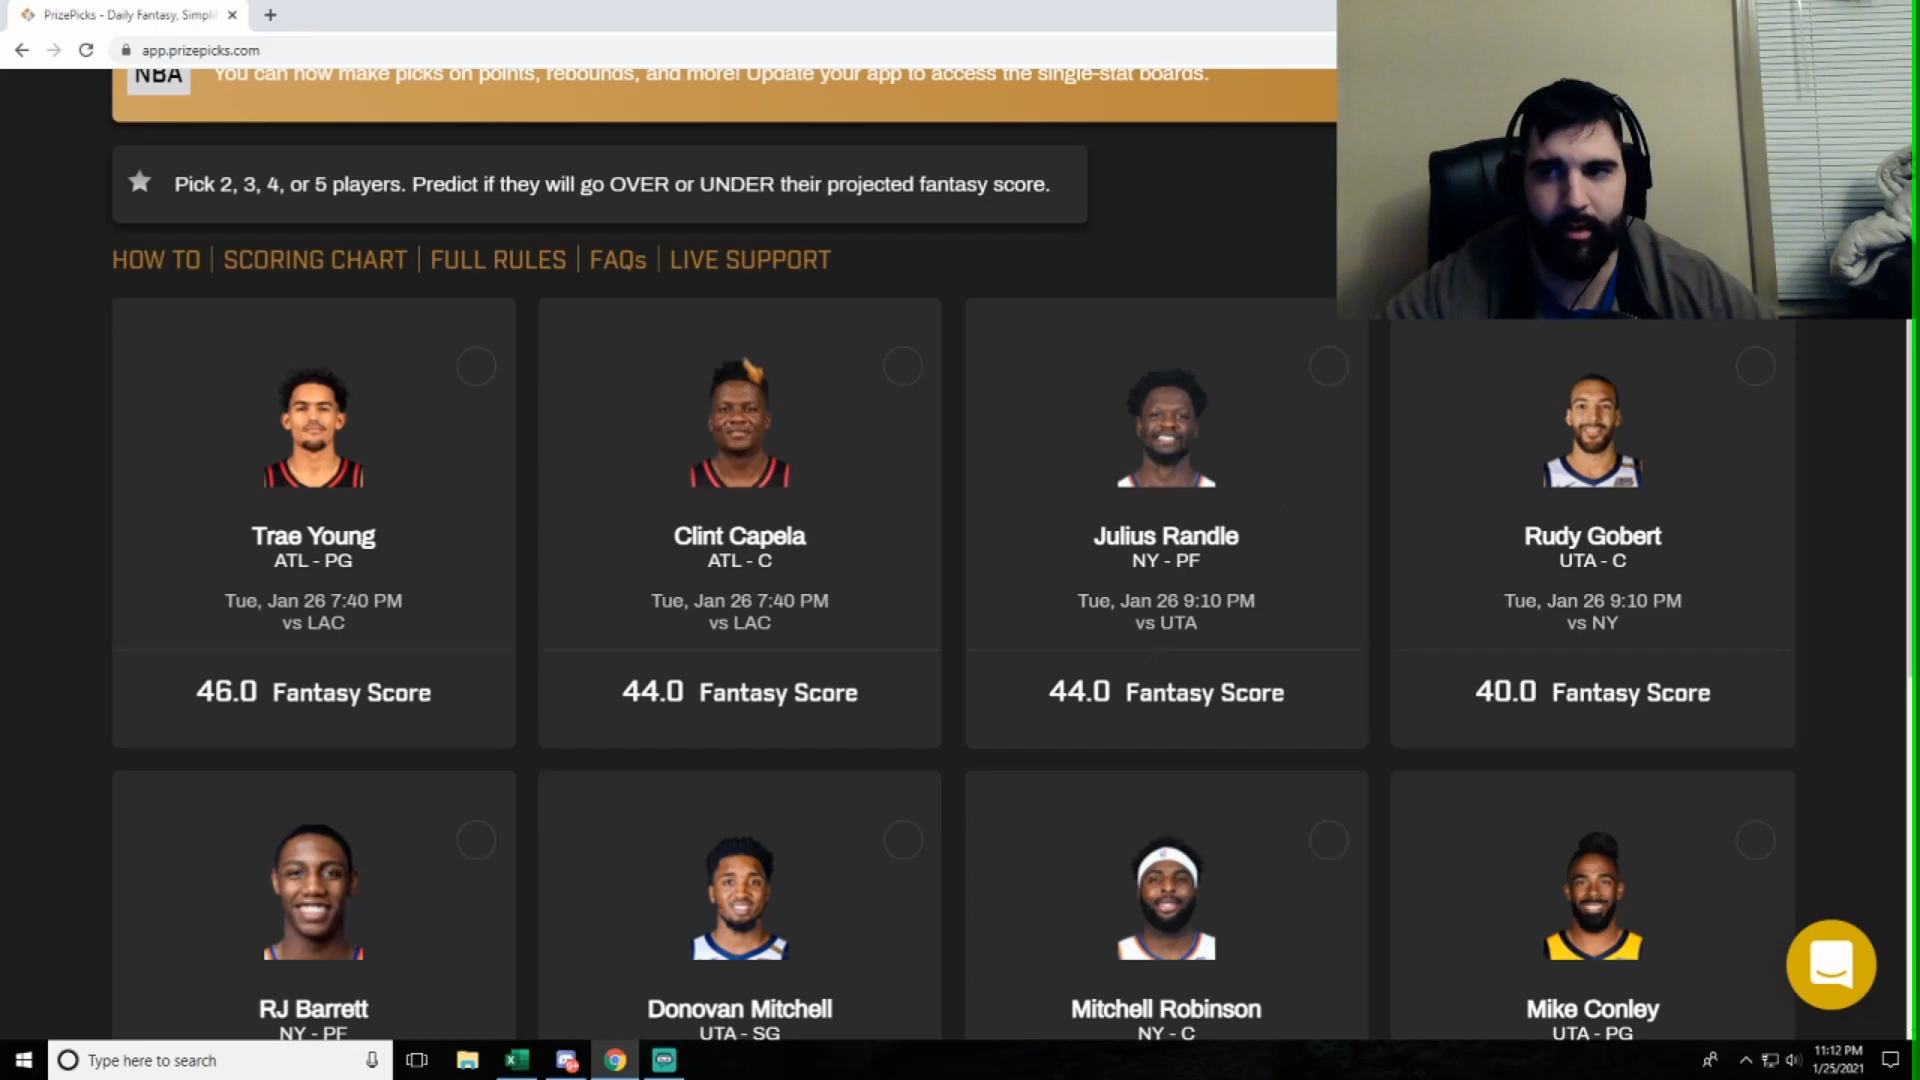 PrizePicks - Daily Fantasy, Simpli
app.prizepicks.com
NBA
You can now make picks on points, rebounds, and more! Update your app to access the single-stat boards.
Pick 2, 3, 4, or 5 players. Predict if they will go OVER or UNDER their projected fantasy score.
HOW TO | SCORING CHART | FULL RULES | FAQs | LIVE SUPPORT
Trae Young
ATL - PG
Tue, Jan 26 7:40 PM
vs LAC
46.0 Fantasy Score
Clint Capela
ATL - C
Tue, Jan 26 7:40 PM
vs LAC
44.0 Fantasy Score
Julius Randle
NY - PF
Tue, Jan 26 9:10 PM
vs UTA
44.0 Fantasy Score
Rudy Gobert
UTA - C
Tue, Jan 26 9:10 PM
vs NY
40.0 Fantasy Score
RJ Barrett
NY - PF
Donovan Mitchell
UTA - SG
Mitchell Robinson
NY - C
Mike Conley
UTA - PG
Type here to search
11:12 PM
1/25/2021